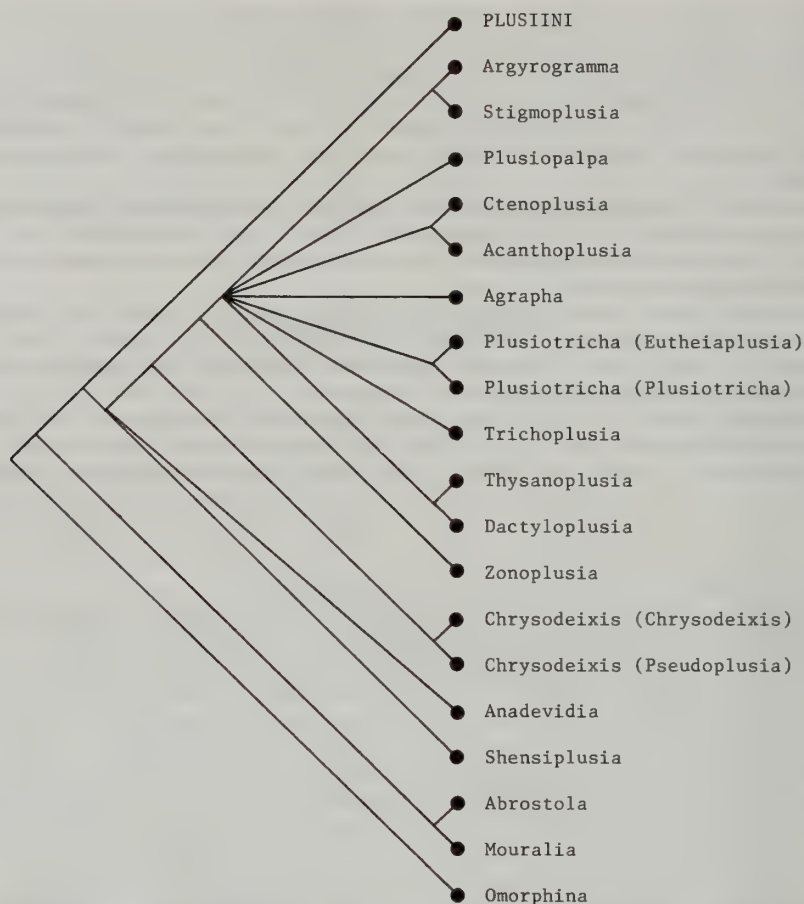 PLUSIINI
Argyrogramma
Stigmoplusia
Plusiopalpa
Ctenoplusia
Acanthoplusia
Agrapha
Plusiotricha (Eutheiaplusia)
Plusiotricha (Plusiotricha)
Trichoplusia
Thysanoplusia
Dactyloplusia
Zonoplusia
Chrysodeixis (Chrysodeixis)
Chrysodeixis (Pseudoplusia)
Anadevidia
Shensiplusia
Abrostola
Mouralia
Omorphina